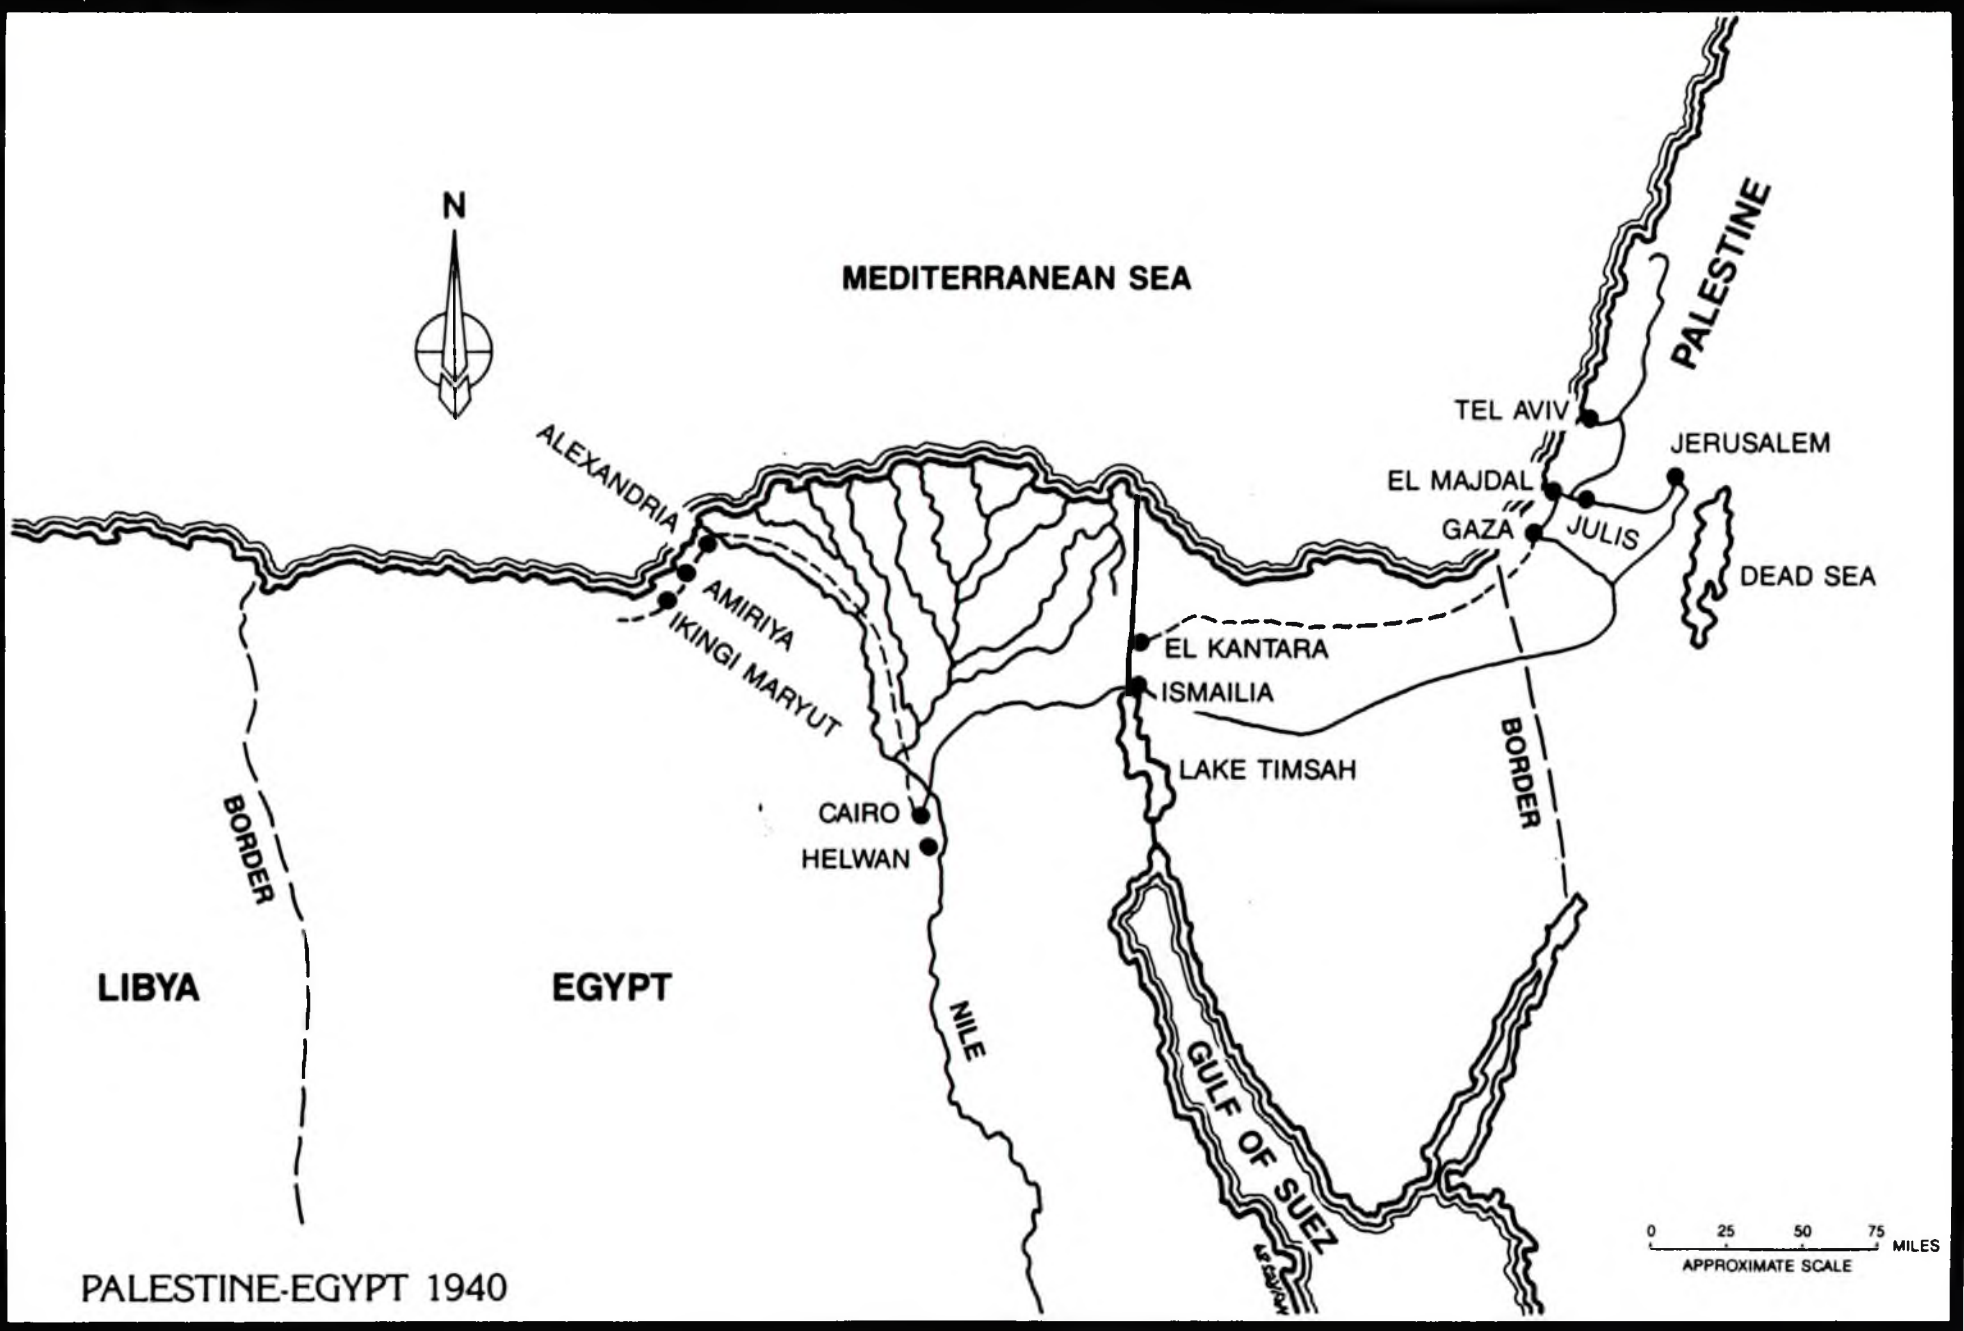 N
MEDITERRANEAN SEA
PALESTINE
TEL AVIV
JERUSALEM
EL MAJDAL
ALEXANDRIA
GAZA
JULIS
DEAD SEA
AMIRIYA
IKINGI MARYUT
EL KANTARA
ISMAILIA
LAKE TIMSAH
BORDER
BORDER
CAIRO
HELWAN
LIBYA
EGYPT
NILE
GULF OF SUEZ
0 25 50 75 MILES
APPROXIMATE SCALE
PALESTINE-EGYPT 1940